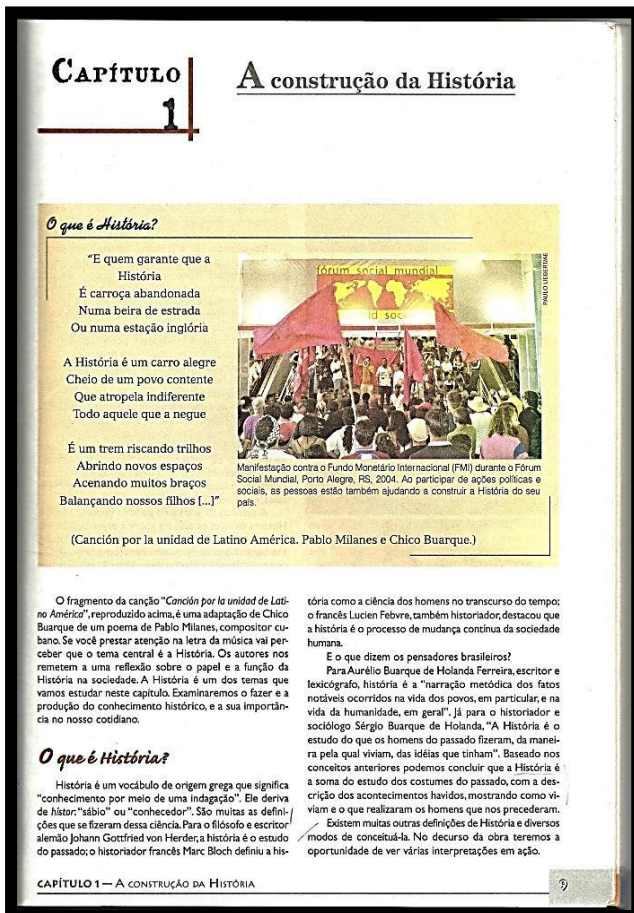 CAPÍTULO
1
A construção da História
O que é História?
"E quem garante que a
História
É carroça abandonada
Numa beira de estrada
Ou numa estação inglória
A História é um carro alegre
Cheio de um povo contente
Que atropela indiferente
Todo aquele que a negue
É um trem riscando trilhos
Abrindo novos espaços
Acenando muitos braços
Balançando nossos filhos [...]"
fórum social mundial
ld soc
PAULO LIEBERT/AE
Manifestação contra o Fundo Monetário Internacional (FMI) durante o Fórum
Social Mundial, Porto Alegre, RS, 2004. Ao participar de ações políticas e
sociais, as pessoas estão também ajudando a construir a História do seu
país.
(Canción por la unidad de Latino América. Pablo Milanes e Chico Buarque.)
O fragmento da canção "Canción por la unidad de Lati-
no América", reproduzido acima, é uma adaptação de Chico
Buarque de um poema de Pablo Milanes, compositor cu-
bano. Se você prestar atenção na letra da música vai per-
ceber que o tema central é a História. Os autores nos
remetem a uma reflexão sobre o papel e a função da
História na sociedade. A História é um dos temas que
vamos estudar neste capítulo. Examinaremos o fazer e a
produção do conhecimento histórico, e a sua importân-
cia no nosso cotidiano.
O que é História?
História é um vocábulo de origem grega que significa
"conhecimento por meio de uma indagação". Ele deriva
de hístor: "sábio" ou "conhecedor". São muitas as defini-
ções que se fizeram dessa ciência. Para o filósofo e escritor
alemão Johann Gottfried von Herder, a história é o estudo
do passado; o historiador francês Marc Bloch definiu a his-
tória como a ciência dos homens no transcurso do tempo;
o francês Lucien Febvre, também historiador, destacou que
a história é o processo de mudança contínua da sociedade
humana.
E o que dizem os pensadores brasileiros?
Para Aurélio Buarque de Holanda Ferreira, escritor e
lexicógrafo, história é a "narração metódica dos fatos
notáveis ocorridos na vida dos povos, em particular, e na
vida da humanidade, em geral". Já para o historiador e
sociólogo Sérgio Buarque de Holanda, "A História é o
estudo do que os homens do passado fizeram, da manei-
ra pela qual viviam, das idéias que tinham". Baseado nos
conceitos anteriores podemos concluir que a História é
a soma do estudo dos costumes do passado, com a des-
crição dos acontecimentos havidos, mostrando como vi-
viam e o que realizaram os homens que nos precederam.
Existem muitas outras definições de História e diversos
modos de conceituá-la. No decurso da obra teremos a
oportunidade de ver várias interpretações em ação.
CAPÍTULO 1 — A CONSTRUÇÃO DA HISTÓRIA
9